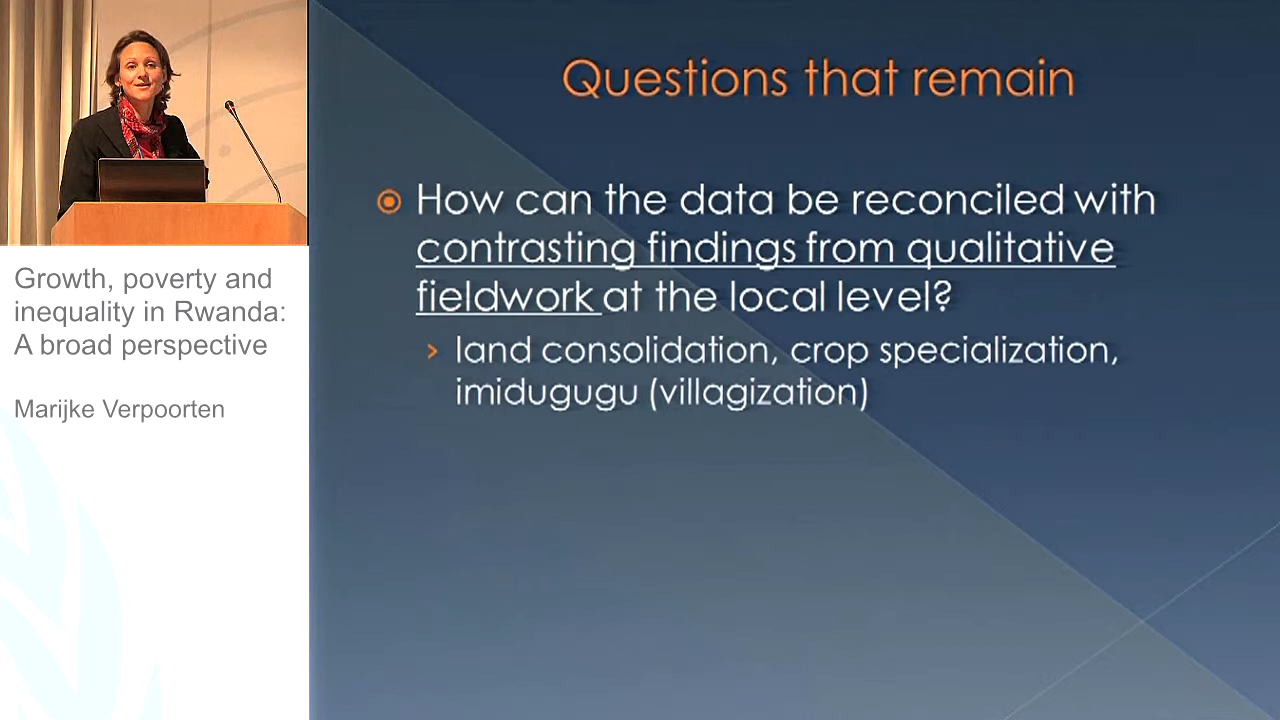 Growth, poverty and
inequality in Rwanda:
A broad perspective
Marijke Verpoorten
Questions that remain
How can the data be reconciled with
contrasting findings from qualitative
fieldwork at the local level?
land consolidation, crop specialization,
imidugugu (villagization)